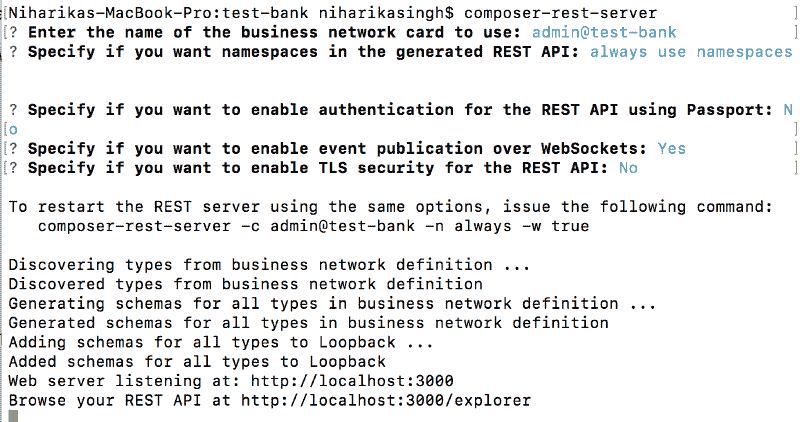 [Niharikas-MacBook-Pro:test-bank niharikasingh$ composer-rest-server ]
[? Enter the name of the business network card to use: admin@test-bank ]
? Specify if you want namespaces in the generated REST API: always use namespaces
? Specify if you want to enable authentication for the REST API using Passport: N
[o ]
[? Specify if you want to enable event publication over WebSockets: Yes ]
[? Specify if you want to enable TLS security for the REST API: No ]
To restart the REST server using the same options, issue the following command:
composer-rest-server -c admin@test-bank -n always -w true
Discovering types from business network definition ...
Discovered types from business network definition
Generating schemas for all types in business network definition ...
Generated schemas for all types in business network definition
Adding schemas for all types to Loopback ...
Added schemas for all types to Loopback
Web server listening at: http://localhost:3000
Browse your REST API at http://localhost:3000/explorer